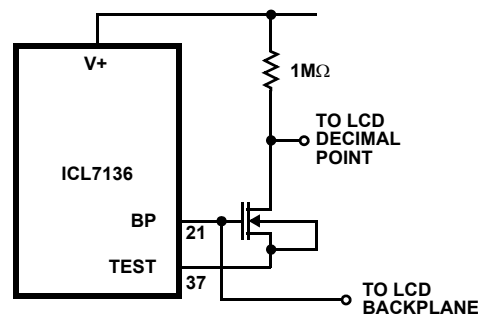 V+
1MΩ
TO LCD
DECIMAL
POINT
ICL7136
BP
21
TEST
37
TO LCD
BACKPLANE